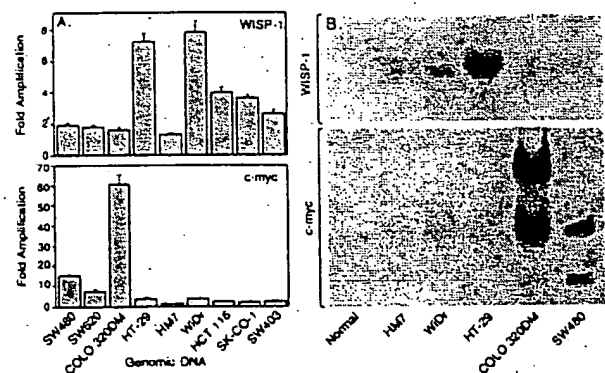 A.
WISP-1
Fold Amplification
8
6
4
2
0
c-myc
Fold Amplification
70
60
50
40
30
20
10
0
SW480
SW620
COLO 320DM
HT-29
HM7
WiDr
HCT 116
SK-CO-1
SW403
Genomic DNA
B.
WISP-1
c-myc
Normal
HM7
WiDr
HT-29
COLO 320DM
SW480